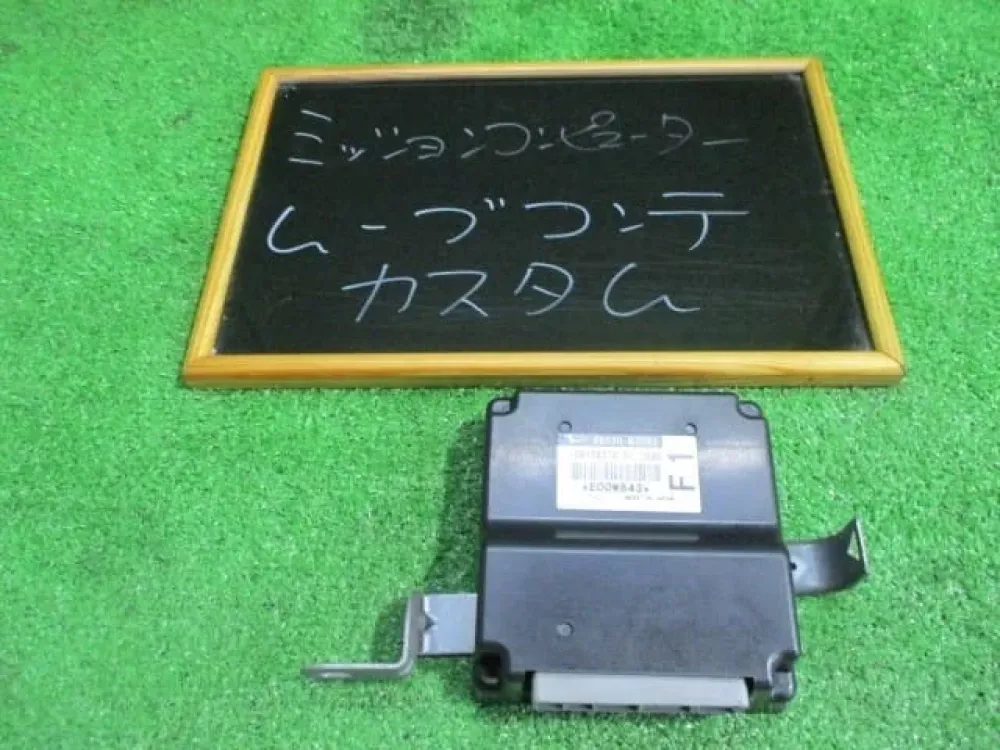 ミッションコンピューター
ムーブコンテ
カスタム
*E00W84S*
F1